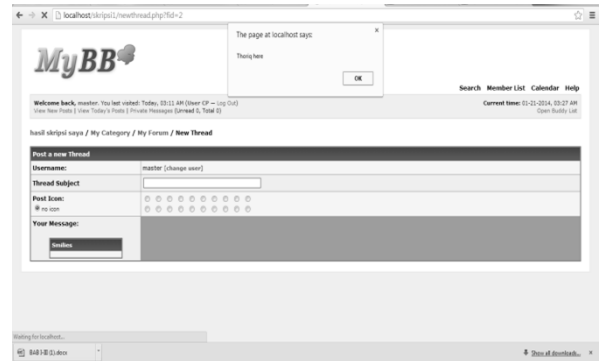 localhost/skripsi1/newthread.php?fid=2
The page at localhost says:
x
Thoriq here
OK
MyBB
Search Member List Calendar Help
Welcome back, master. You last visited: Today, 03:11 AM (User CP — Log Out)
Current time: 01-21-2014, 03:27 AM
View New Posts | View Today's Posts | Private Messages (Unread 0, Total 0)
Open Buddy List
hasil skripsi saya / My Category / My Forum / New Thread
Post a new Thread
Username:
master [change user]
Thread Subject
Post Icon:
no icon
Your Message:
Smilies
Waiting for localhost...
BAB I-III (1).docx
Show all downloads...
x